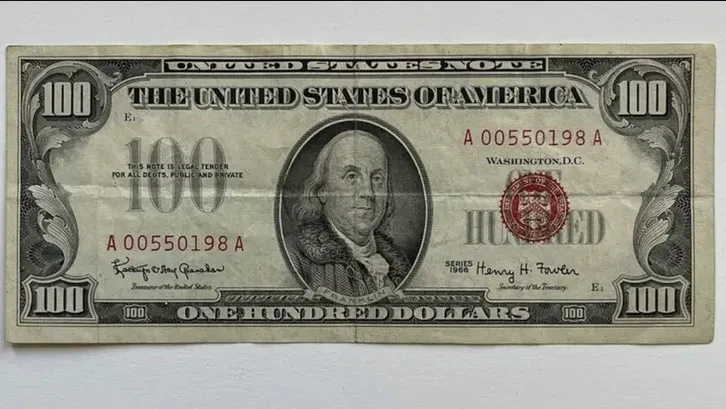 UNITED STATES NOTE
100 THE UNITED STATES OF AMERICA 100
E1
A 00550198 A
100
THIS NOTE IS LEGAL TENDER
FOR ALL DEBTS, PUBLIC AND PRIVATE
WASHINGTON, D.C.
ONE
HUNDRED
A 00550198 A
SERIES
1966
Henry H. Fowler
Treasurer of the United States.
Secretary of the Treasury.
E1
FRANKLIN
100 100 100 100
ONE HUNDRED DOLLARS